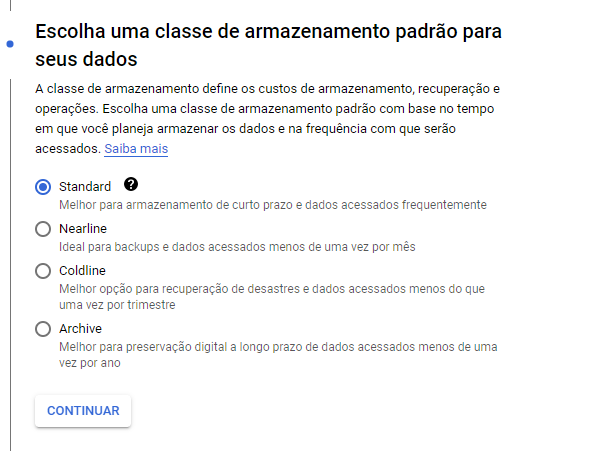 Escolha uma classe de armazenamento padrão para
seus dados
A classe de armazenamento define os custos de armazenamento, recuperação e
operações. Escolha uma classe de armazenamento padrão com base no tempo
em que você planeja armazenar os dados e na frequência com que serão
acessados. Saiba mais
Standard ?
Melhor para armazenamento de curto prazo e dados acessados frequentemente
Nearline
Ideal para backups e dados acessados menos de uma vez por mês
Coldline
Melhor opção para recuperação de desastres e dados acessados menos do que
uma vez por trimestre
Archive
Melhor para preservação digital a longo prazo de dados acessados menos de uma
vez por ano
CONTINUAR